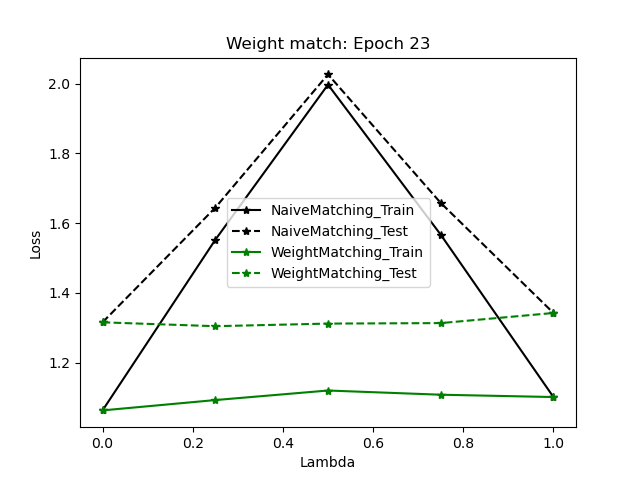 Weight match: Epoch 23
Loss
2.0
1.8
1.6
1.4
1.2
NaiveMatching_Train
NaiveMatching_Test
WeightMatching_Train
WeightMatching_Test
0.0 0.2 0.4 0.6 0.8 1.0
Lambda